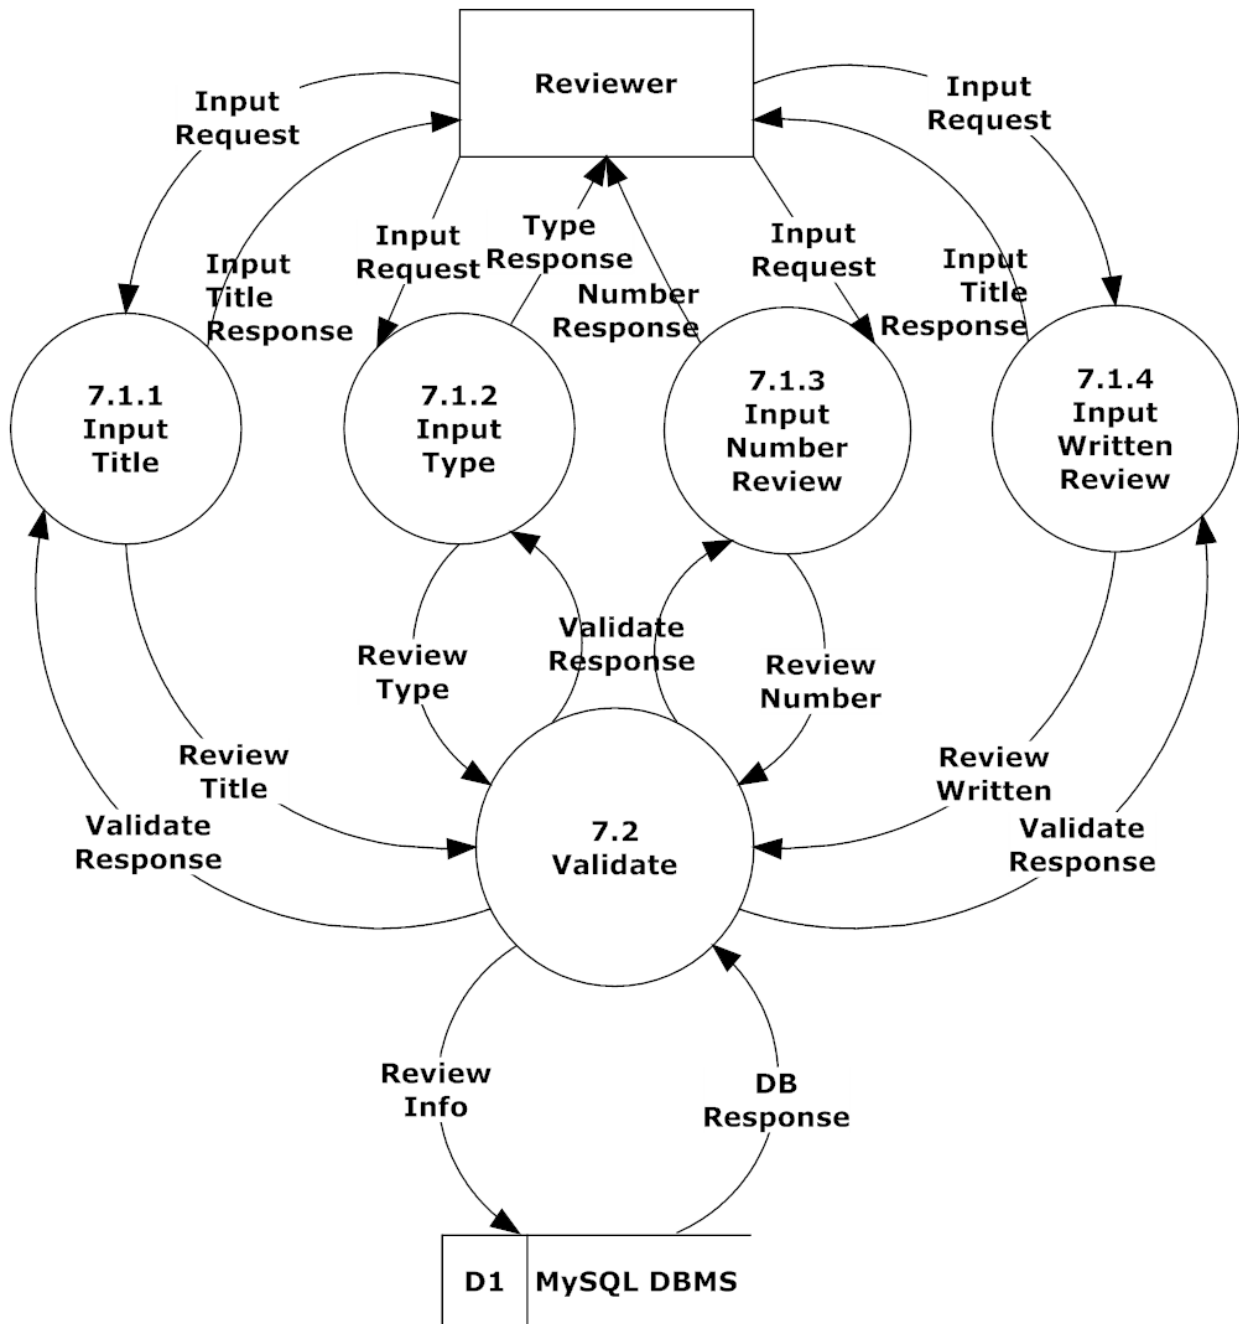 Reviewer
Input
Request
Input
Request
Input
Title
Response
Input
Request
Type
Response
Number
Response
Input
Request
Input
Title
Response
7.1.1
Input
Title
7.1.2
Input
Type
7.1.3
Input
Number
Review
7.1.4
Input
Written
Review
Review
Type
Validate
Response
Review
Number
Review
Title
Review
Written
Validate
Response
7.2
Validate
Validate
Response
Review
Info
DB
Response
D1
MySQL DBMS